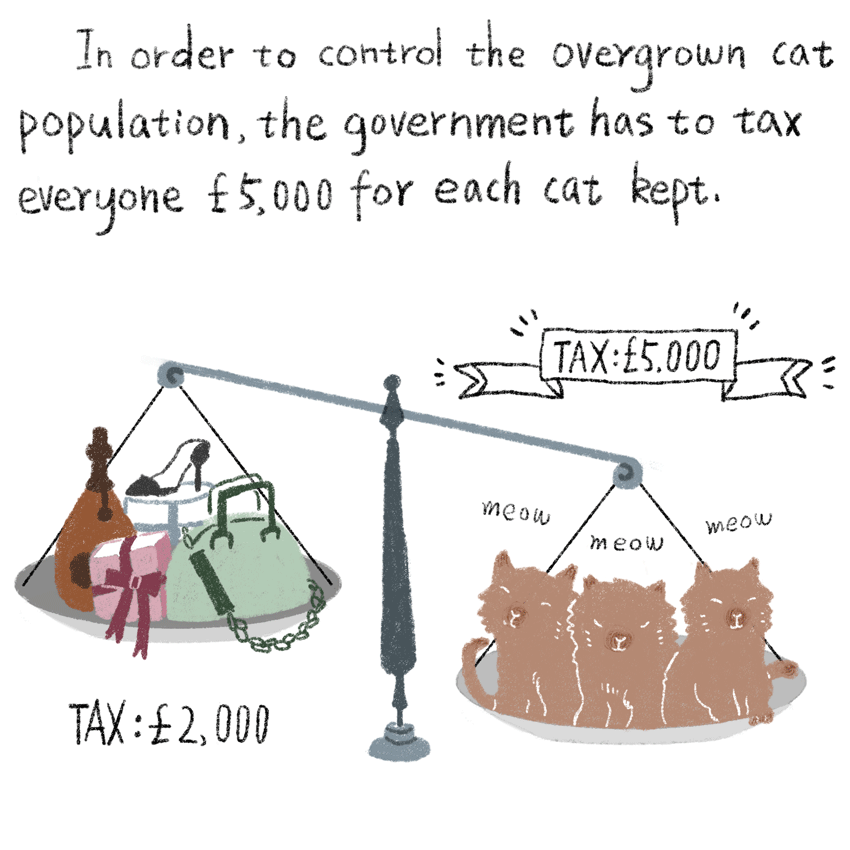 In order to control the overgrown cat
population, the government has to tax
everyone £5,000 for each cat kept.
TAX:£5.000
meow
meow
meow
TAX:£2,000